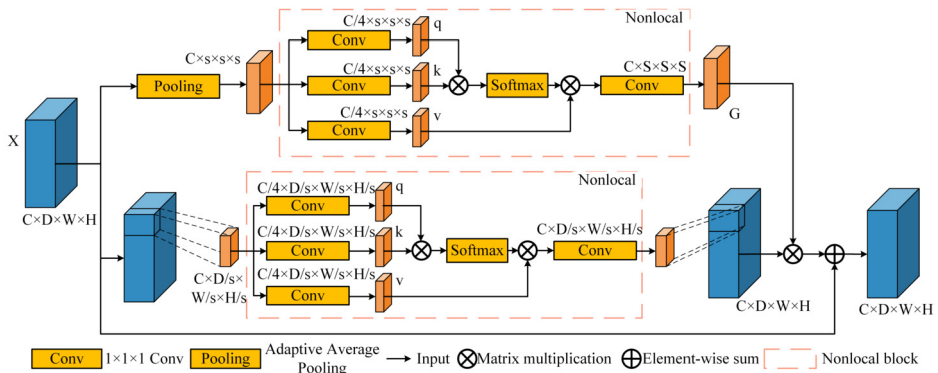 Nonlocal
C/4×s×s×s
q
Conv
C×s×s×s
C/4×s×s×s
k
C×S×S×S
Pooling
Conv
Softmax
Conv
C/4×s×s×s
v
Conv
G
X
Nonlocal
C/4×D/s×W/s×H/s
q
Conv
C×D×W×H
C/4×D/s×W/s×H/s
k
C×D/s×W/s×H/s
Conv
Softmax
Conv
C/4×D/s×W/s×H/s
v
Conv
C×D/s×
W/s×H/s
C×D×W×H
C×D×W×H
Conv 1×1×1 Conv
Pooling Adaptive Average
Pooling
Input
Matrix multiplication
Element-wise sum
Nonlocal block